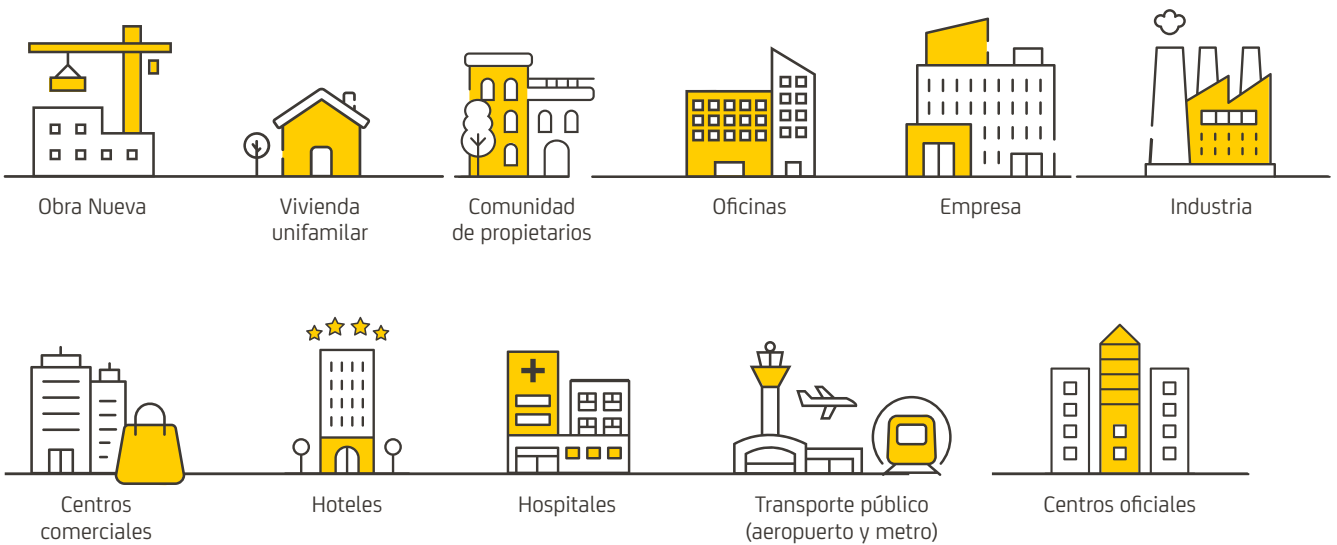 Obra Nueva
Vivienda
unifamilar
Comunidad
de propietarios
Oficinas
Empresa
Industria
Centros
comerciales
Hoteles
Hospitales
Transporte público
(aeropuerto y metro)
Centros oficiales